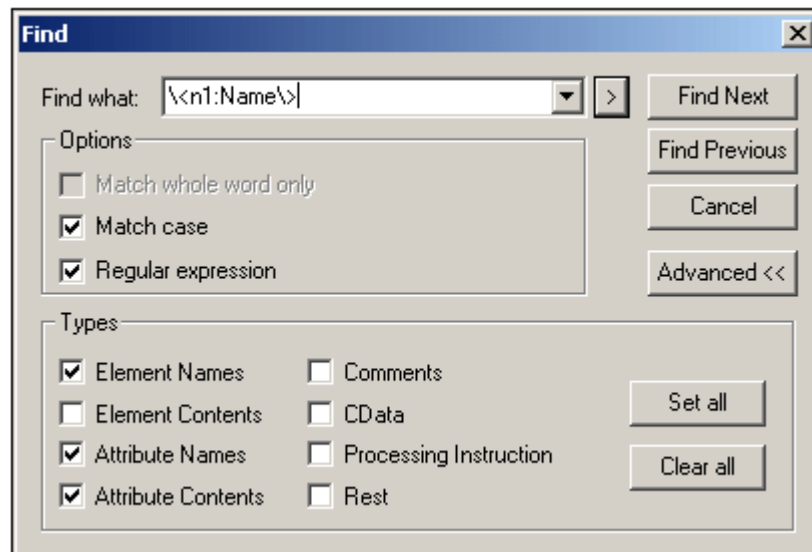 Find
Find what: \<n1:Name\> >
Find Next
Options
Find Previous
Match whole word only
Cancel
Match case
Regular expression
Advanced <<
Types
Element Names
Comments
Element Contents
CData
Set all
Attribute Names
Processing Instruction
Clear all
Attribute Contents
Rest